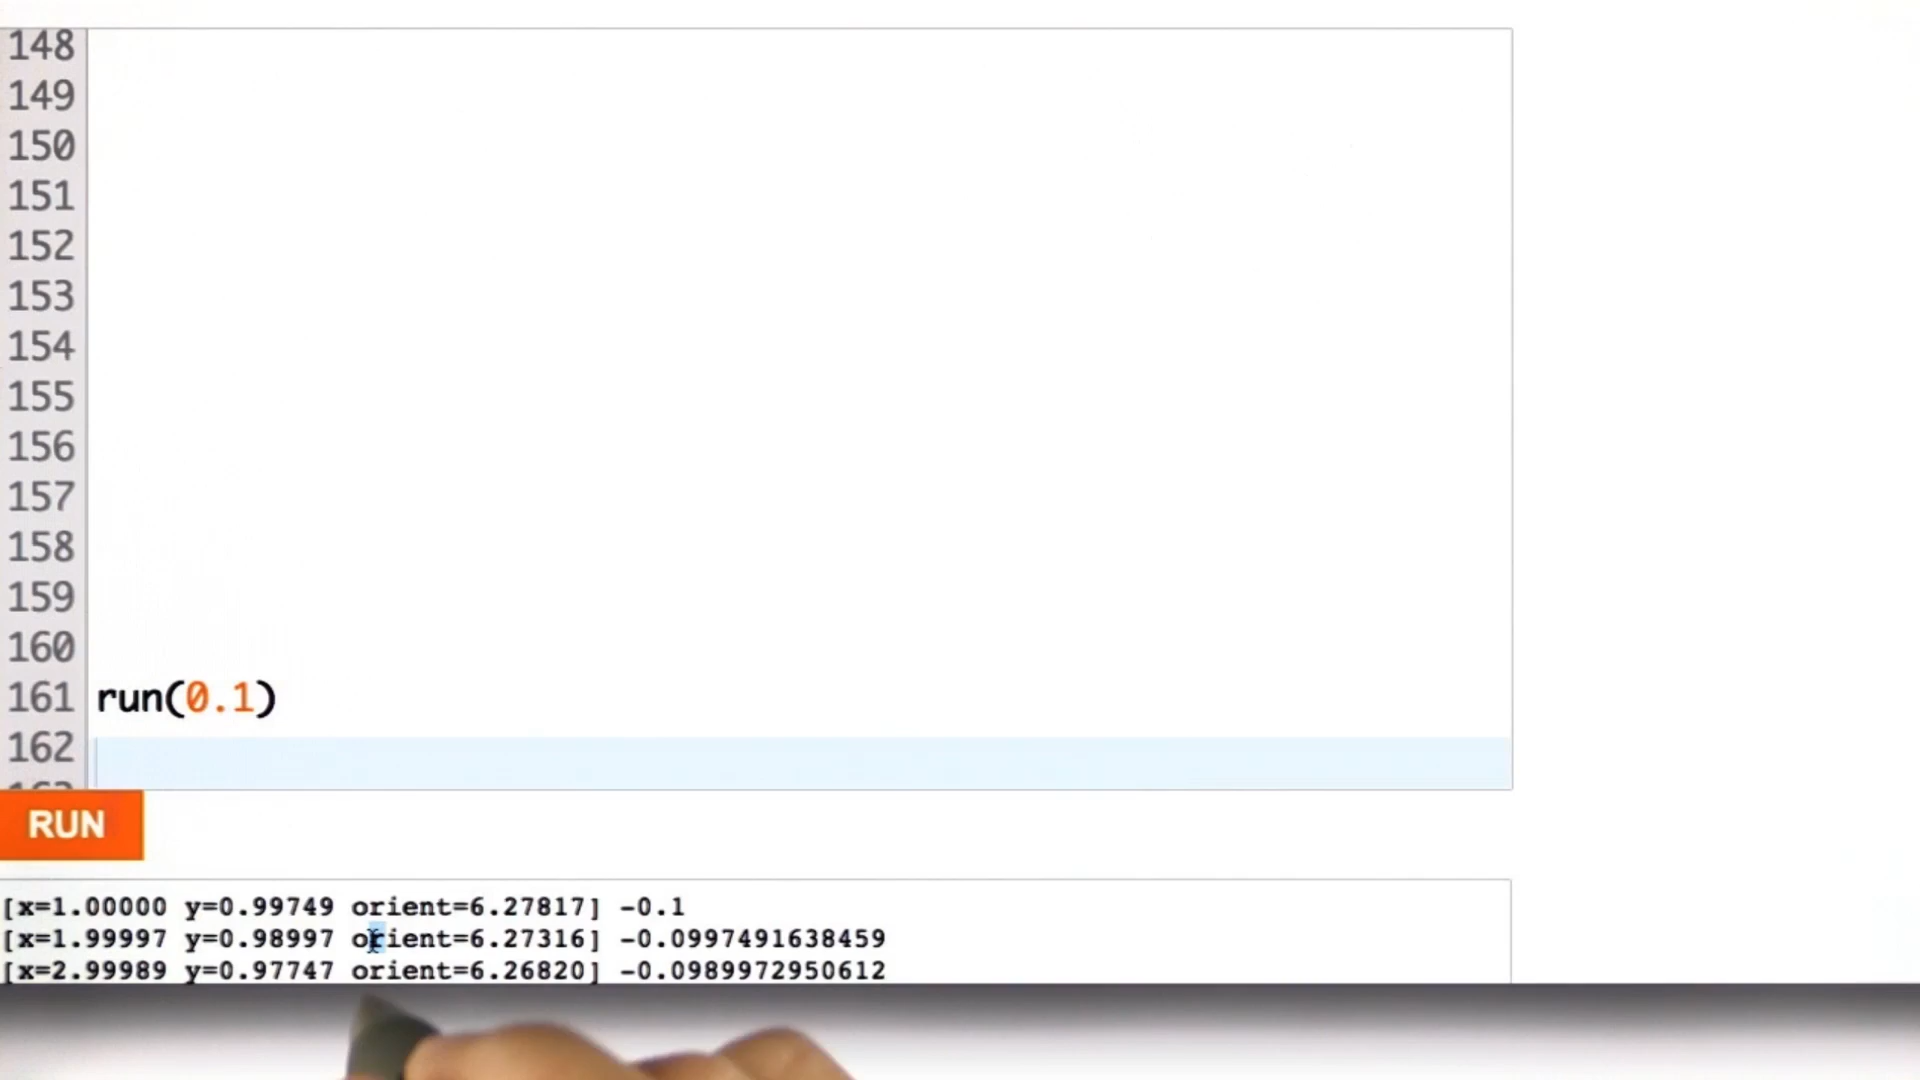 148
149
150
151
152
153
154
155
156
157
158
159
160
161 run(0.1)
162
RUN
[x=1.00000 y=0.99749 orient=6.27817] -0.1
[x=1.99997 y=0.98997 orient=6.27316] -0.0997491638459
[x=2.99989 y=0.97747 orient=6.26820] -0.0989972950612